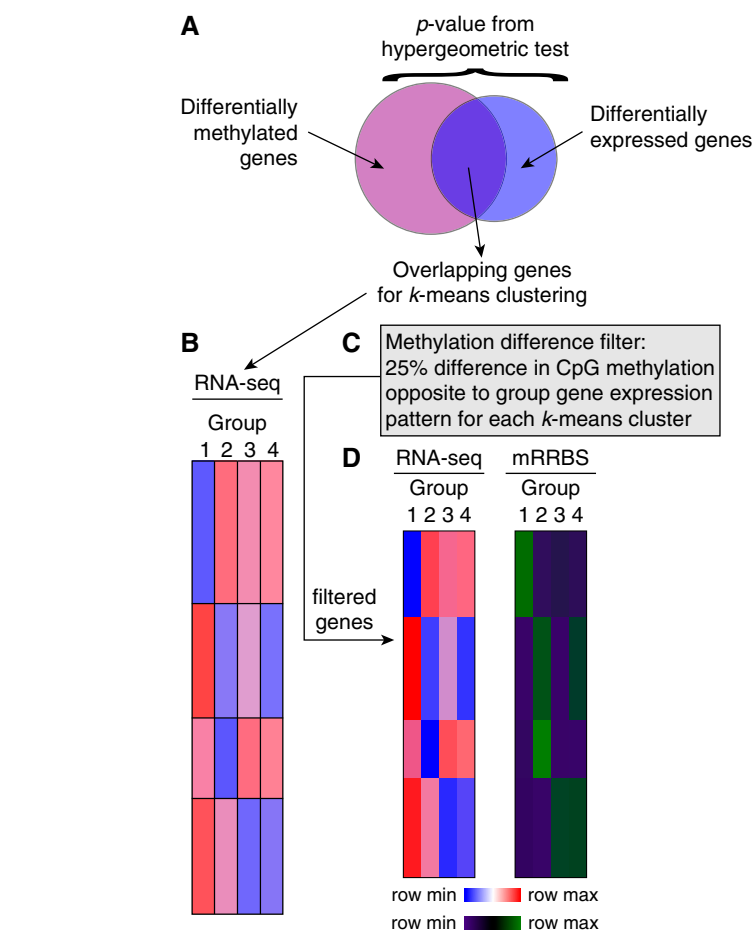 A
p-value from
hypergeometric test
Differentially
methylated
genes
Differentially
expressed genes
Overlapping genes
for k-means clustering
B
RNA-seq
Group
1 2 3 4
C
Methylation difference filter:
25% difference in CpG methylation
opposite to group gene expression
pattern for each k-means cluster
filtered
genes
D
RNA-seq mRRBS
Group Group
1 2 3 4 1 2 3 4
row min row max
row min row max